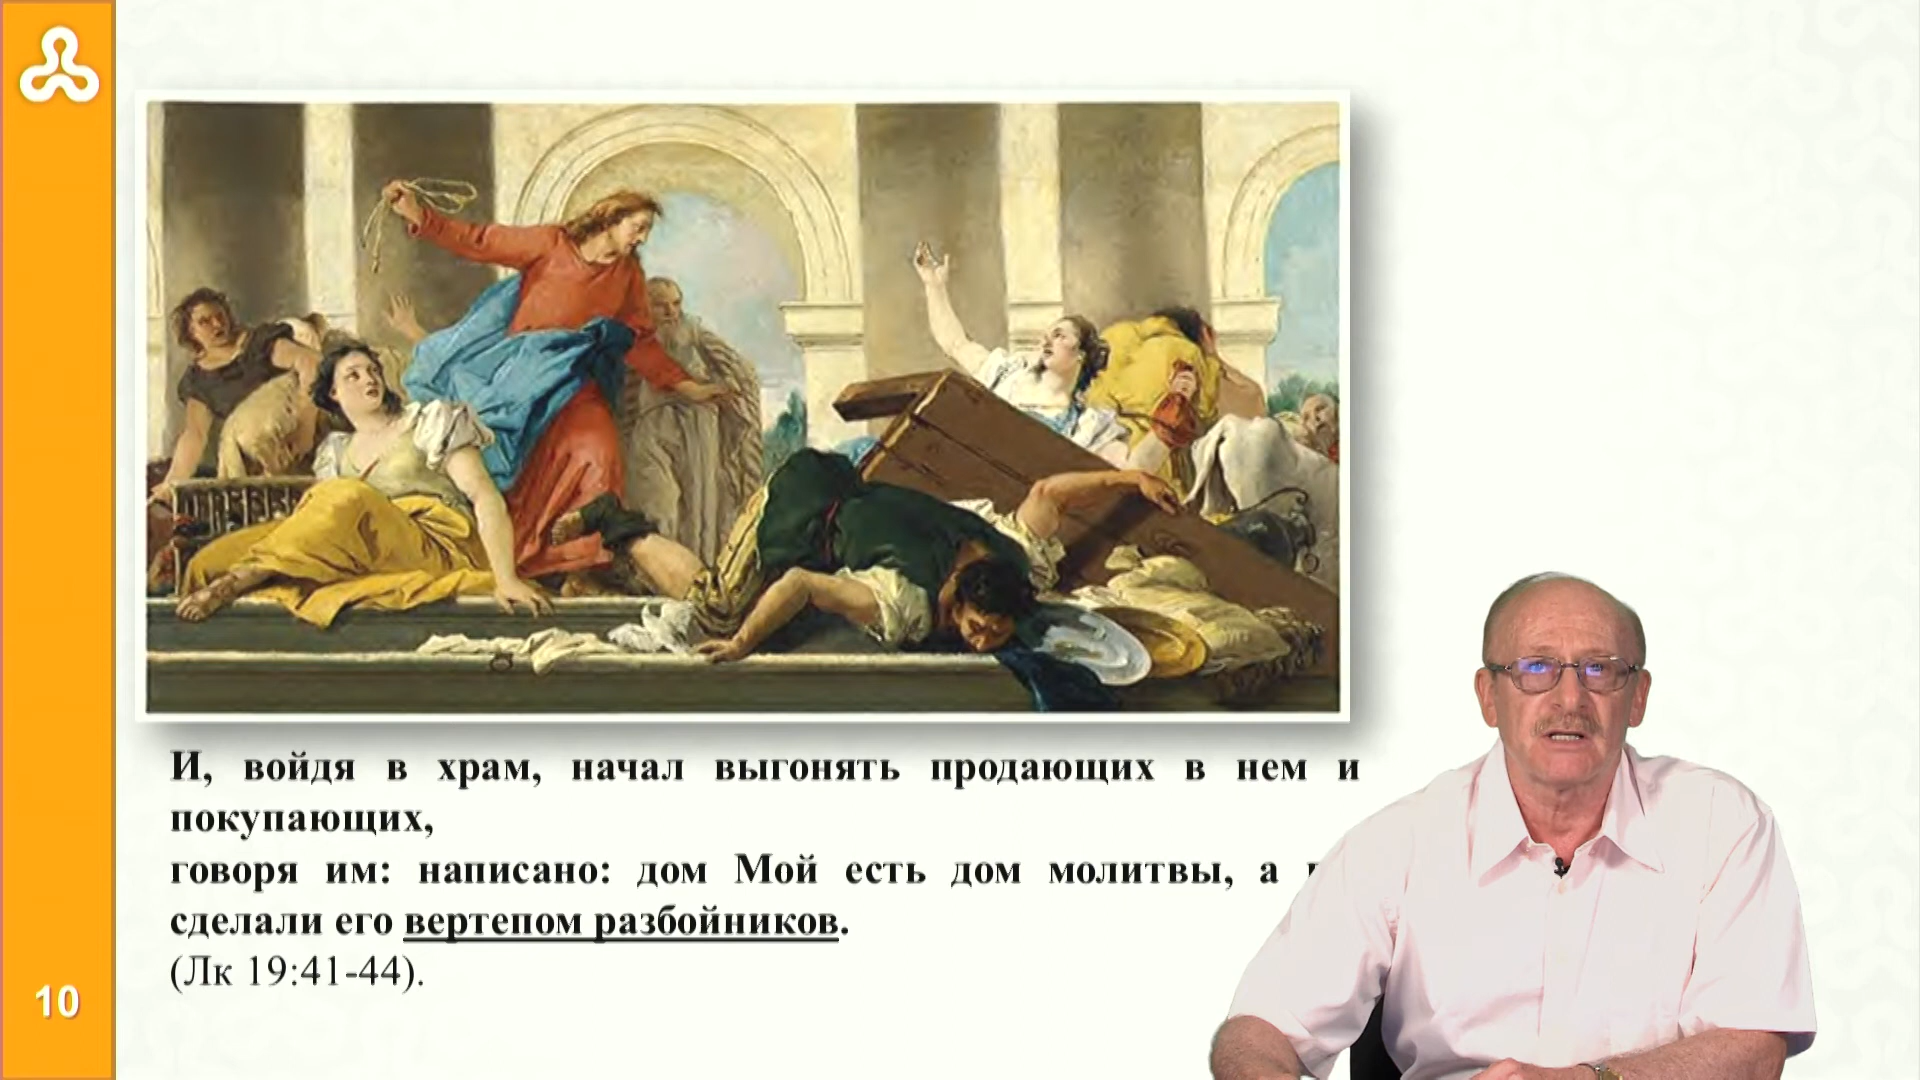 И, войдя в храм, начал выгонять продающих в нем и
покупающих,
говоря им: написано: дом Мой есть дом молитвы, а
сделали его вертепом разбойников.
(Лк 19:41-44).
10